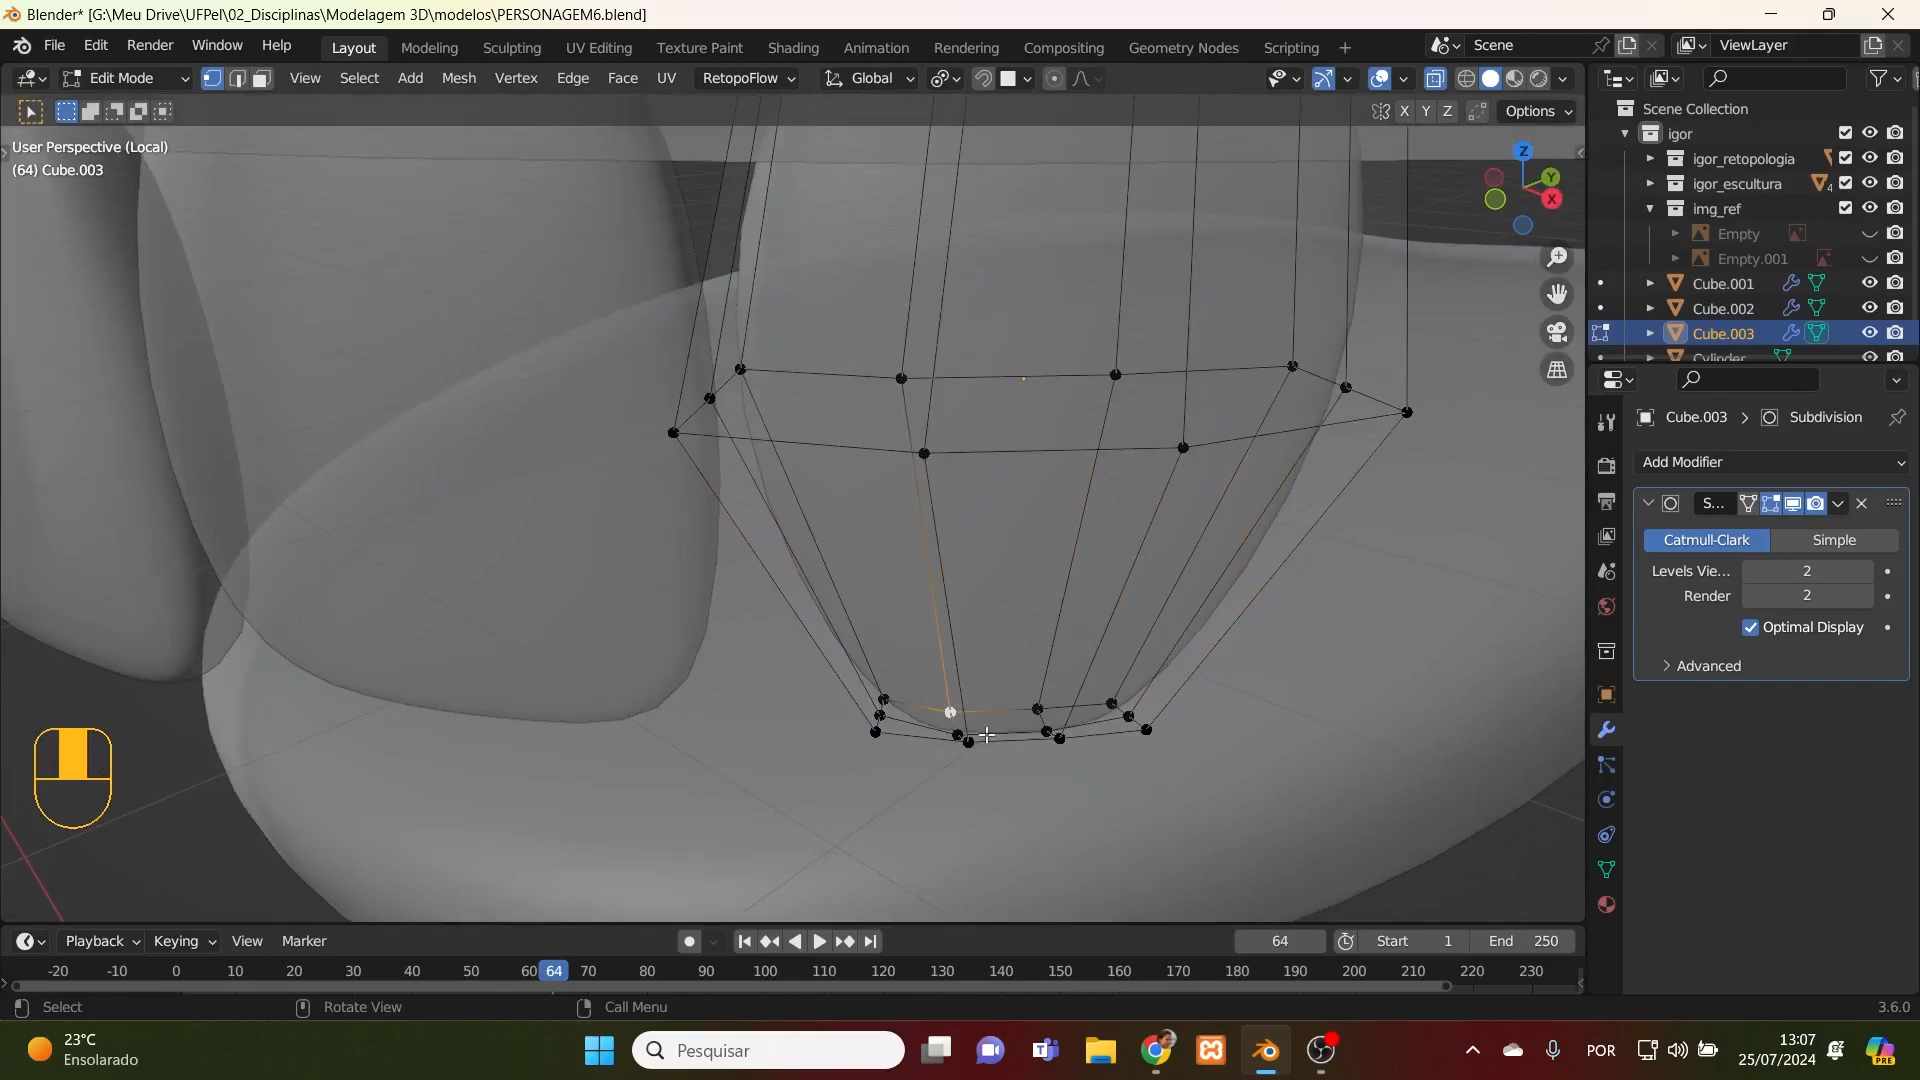 Blender* [G:\Meu Drive\UFPel\02_Disciplinas\Modelagem 3D\modelos\PERSONAGEM6.blend]
File Edit Render Window Help Layout Modeling Sculpting UV Editing Texture Paint Shading Animation Rendering Compositing Geometry Nodes Scripting + Scene ViewLayer
Edit Mode View Select Add Mesh Vertex Edge Face UV RetopoFlow Global
X Y Z Options
User Perspective (Local)
(64) Cube.003
Z
Y
X
Scene Collection
igor
igor_retopologia
igor_escultura 4
img_ref
Empty
Empty.001
Cube.001
Cube.002
Cube.003
Cylinder
Cube.003 Subdivision
Add Modifier
S...
Catmull-Clark Simple
Levels Vie... 2
Render 2
Optimal Display
Advanced
Playback Keying View Marker 64 Start 1 End 250
-20 -10 0 10 20 30 40 50 60 64 70 80 90 100 110 120 130 140 150 160 170 180 190 200 210 220 230
Select Rotate View Call Menu 3.6.0
23°C
Ensolarado
Pesquisar
POR
13:07
25/07/2024
PRE